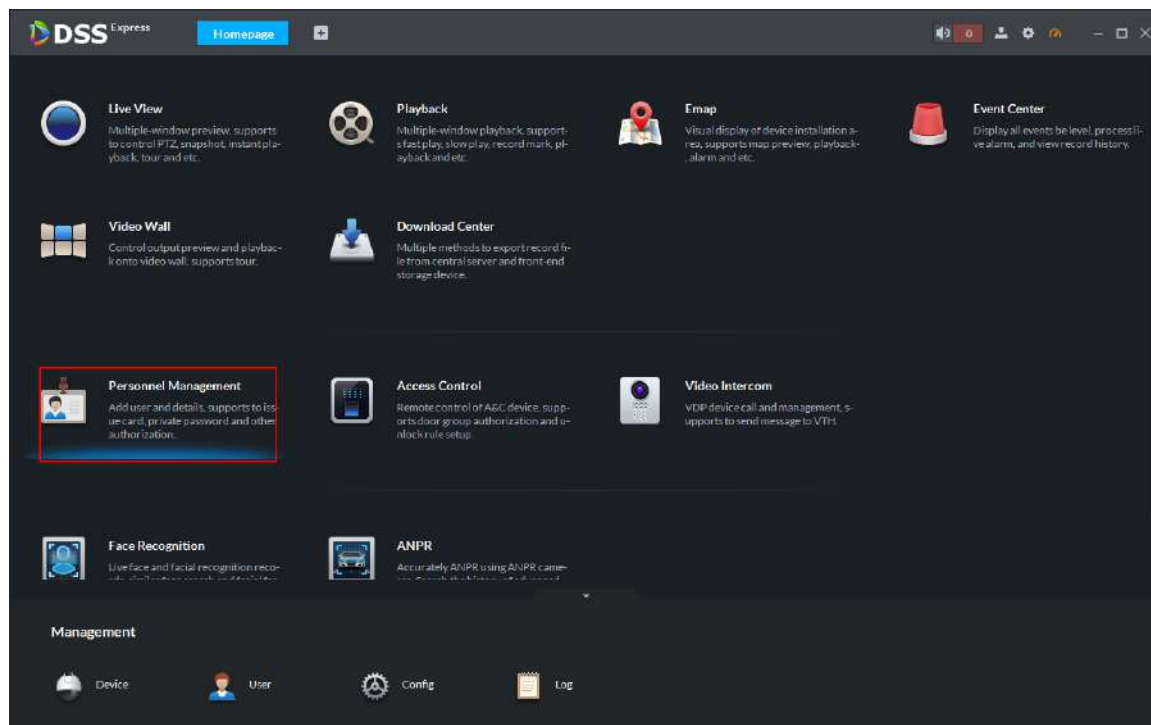 DSS Express
Homepage
0
Live View
Multiple-window preview, supports
to control PTZ, snapshot, instant pla-
yback, tour and etc.
Playback
Multiple-window playback, support-
s fast play, slow play, record mark, pl-
ayback and etc.
Emap
Visual display of device installation a-
rea, supports map preview, playback-
, alarm and etc.
Event Center
Display all events be level, process li-
ve alarm, and view record history.
Video Wall
Control output preview and playbac-
k onto video wall, supports tour.
Download Center
Multiple methods to export record fi-
le from central server and front-end
storage device.
Personnel Management
Add user and details, supports to iss-
ue card, private password and other
authorization.
Access Control
Remote control of A&C device, supp-
orts door group authorization and u-
nlock rule setup.
Video Intercom
VDP device call and management, s-
upports to send message to VTH.
Face Recognition
Live face and facial recognition reco-
ANPR
Accurately ANPR using ANPR came-
Management
Device
User
Config
Log